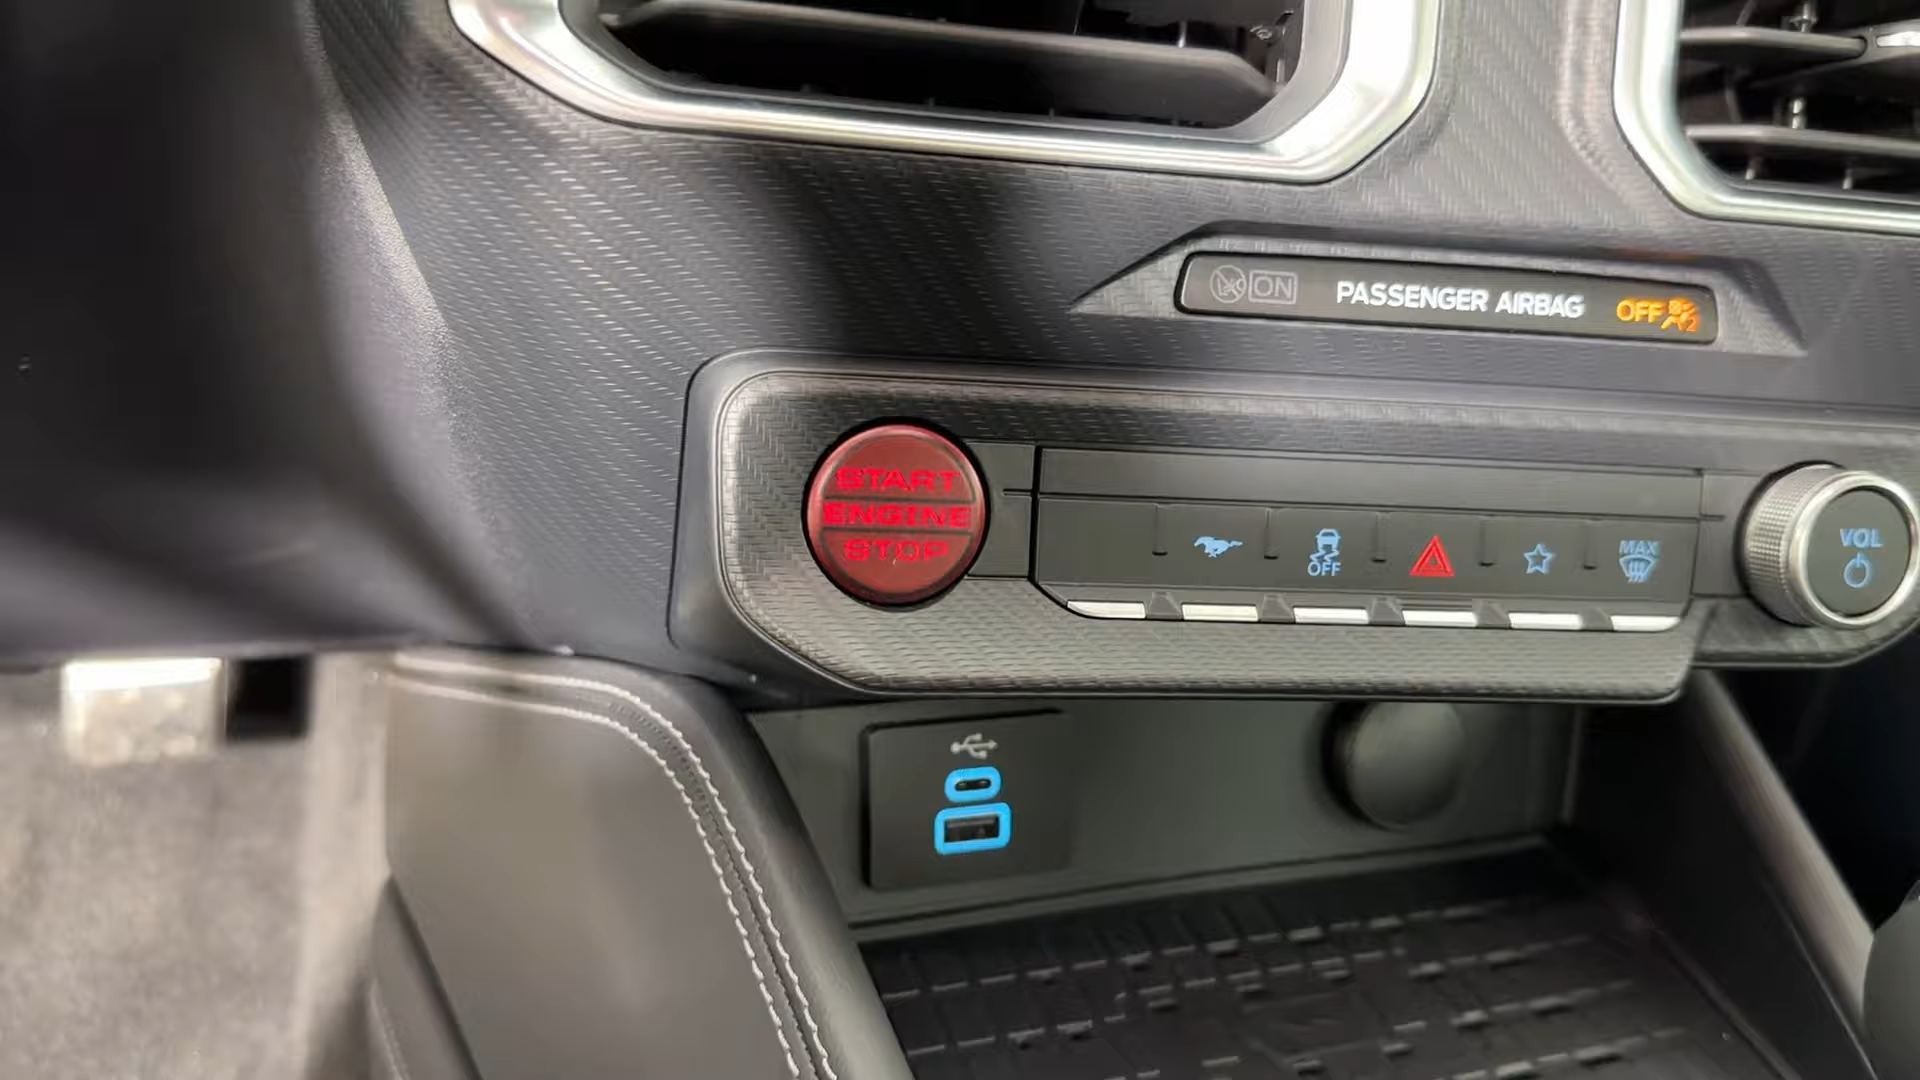 ON PASSENGER AIRBAG OFF
START
ENGINE
STOP
OFF
MAX
VOL